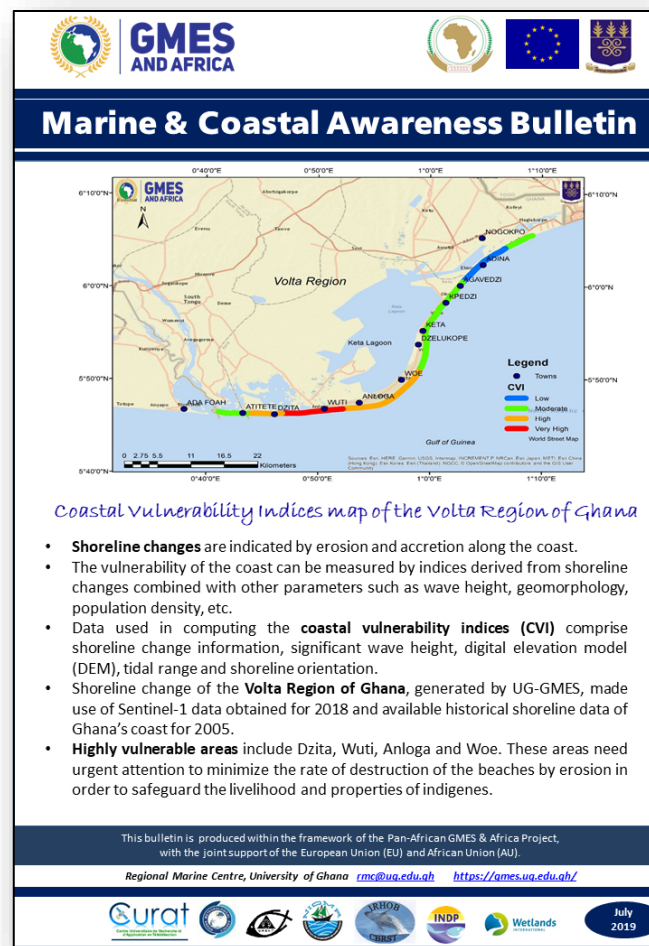 GMES
AND AFRICA
Marine & Coastal Awareness Bulletin
0°40'0"E 0°50'0"E 1°0'0"E 1°10'0"E
6°10'0"N
6°10'0"N
GMES
AND AFRICA
N
NOGOKPO
ADINA
Volta Region
6°0'0"N
6°0'0"N
AGAVEDZI
KPEDZI
South
Tongu
Keta
Lagoon
KETA
DZELUKOPE
Keta Lagoon
WOE
5°50'0"N
5°50'0"N
ANLOGA
WUTI
ADA FOAH
ATITETE
DZITA
Legend
Towns
CVI
Low
Moderate
High
Very High
World Street Map
Gulf of Guinea
0 2.75 5.5 11 16.5 22
Kilometers
5°40'0"N
5°40'0"N
0°40'0"E 0°50'0"E 1°0'0"E 1°10'0"E
Coastal Vulnerability Indices map of the Volta Region of Ghana
• Shoreline changes are indicated by erosion and accretion along the coast.
• The vulnerability of the coast can be measured by indices derived from shoreline
changes combined with other parameters such as wave height, geomorphology,
population density, etc.
• Data used in computing the coastal vulnerability indices (CVI) comprise
shoreline change information, significant wave height, digital elevation model
(DEM), tidal range and shoreline orientation.
• Shoreline change of the Volta Region of Ghana, generated by UG-GMES, made
use of Sentinel-1 data obtained for 2018 and available historical shoreline data of
Ghana's coast for 2005.
• Highly vulnerable areas include Dzita, Wuti, Anloga and Woe. These areas need
urgent attention to minimize the rate of destruction of the beaches by erosion in
order to safeguard the livelihood and properties of indigenes.
This bulletin is produced within the framework of the Pan-African GMES & Africa Project,
with the joint support of the European Union (EU) and African Union (AU).
Regional Marine Centre, University of Ghana rmc@ug.edu.gh https://gmes.ug.edu.gh/
Curat
IRHOB
CBRST
INDP
Wetlands
INTERNATIONAL
July
2019